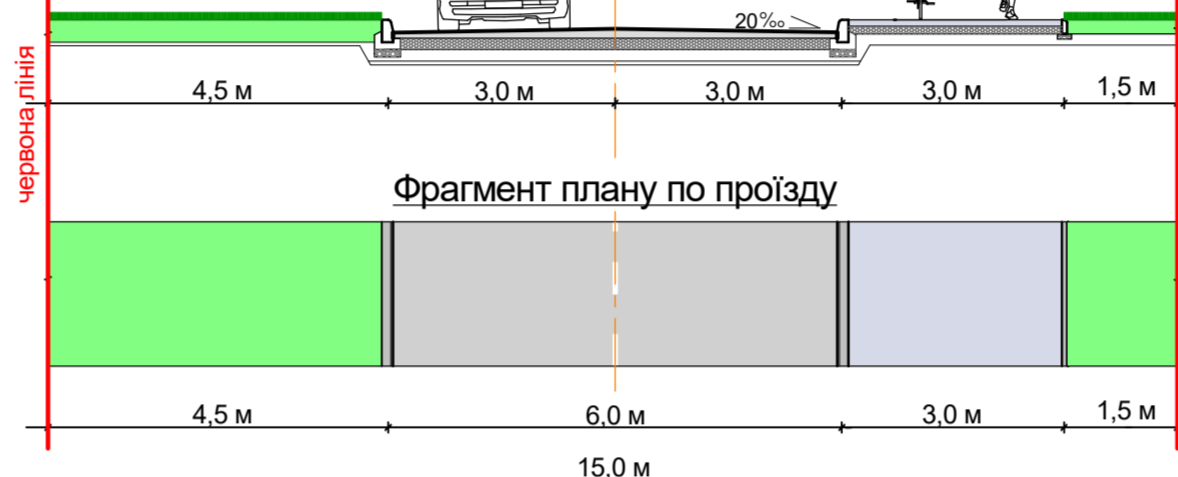 20‰
червона лінія
4,5 м 3,0 м 3,0 м 3,0 м 1,5 м
Фрагмент плану по проїзду
4,5 м 6,0 м 3,0 м 1,5 м
15,0 м